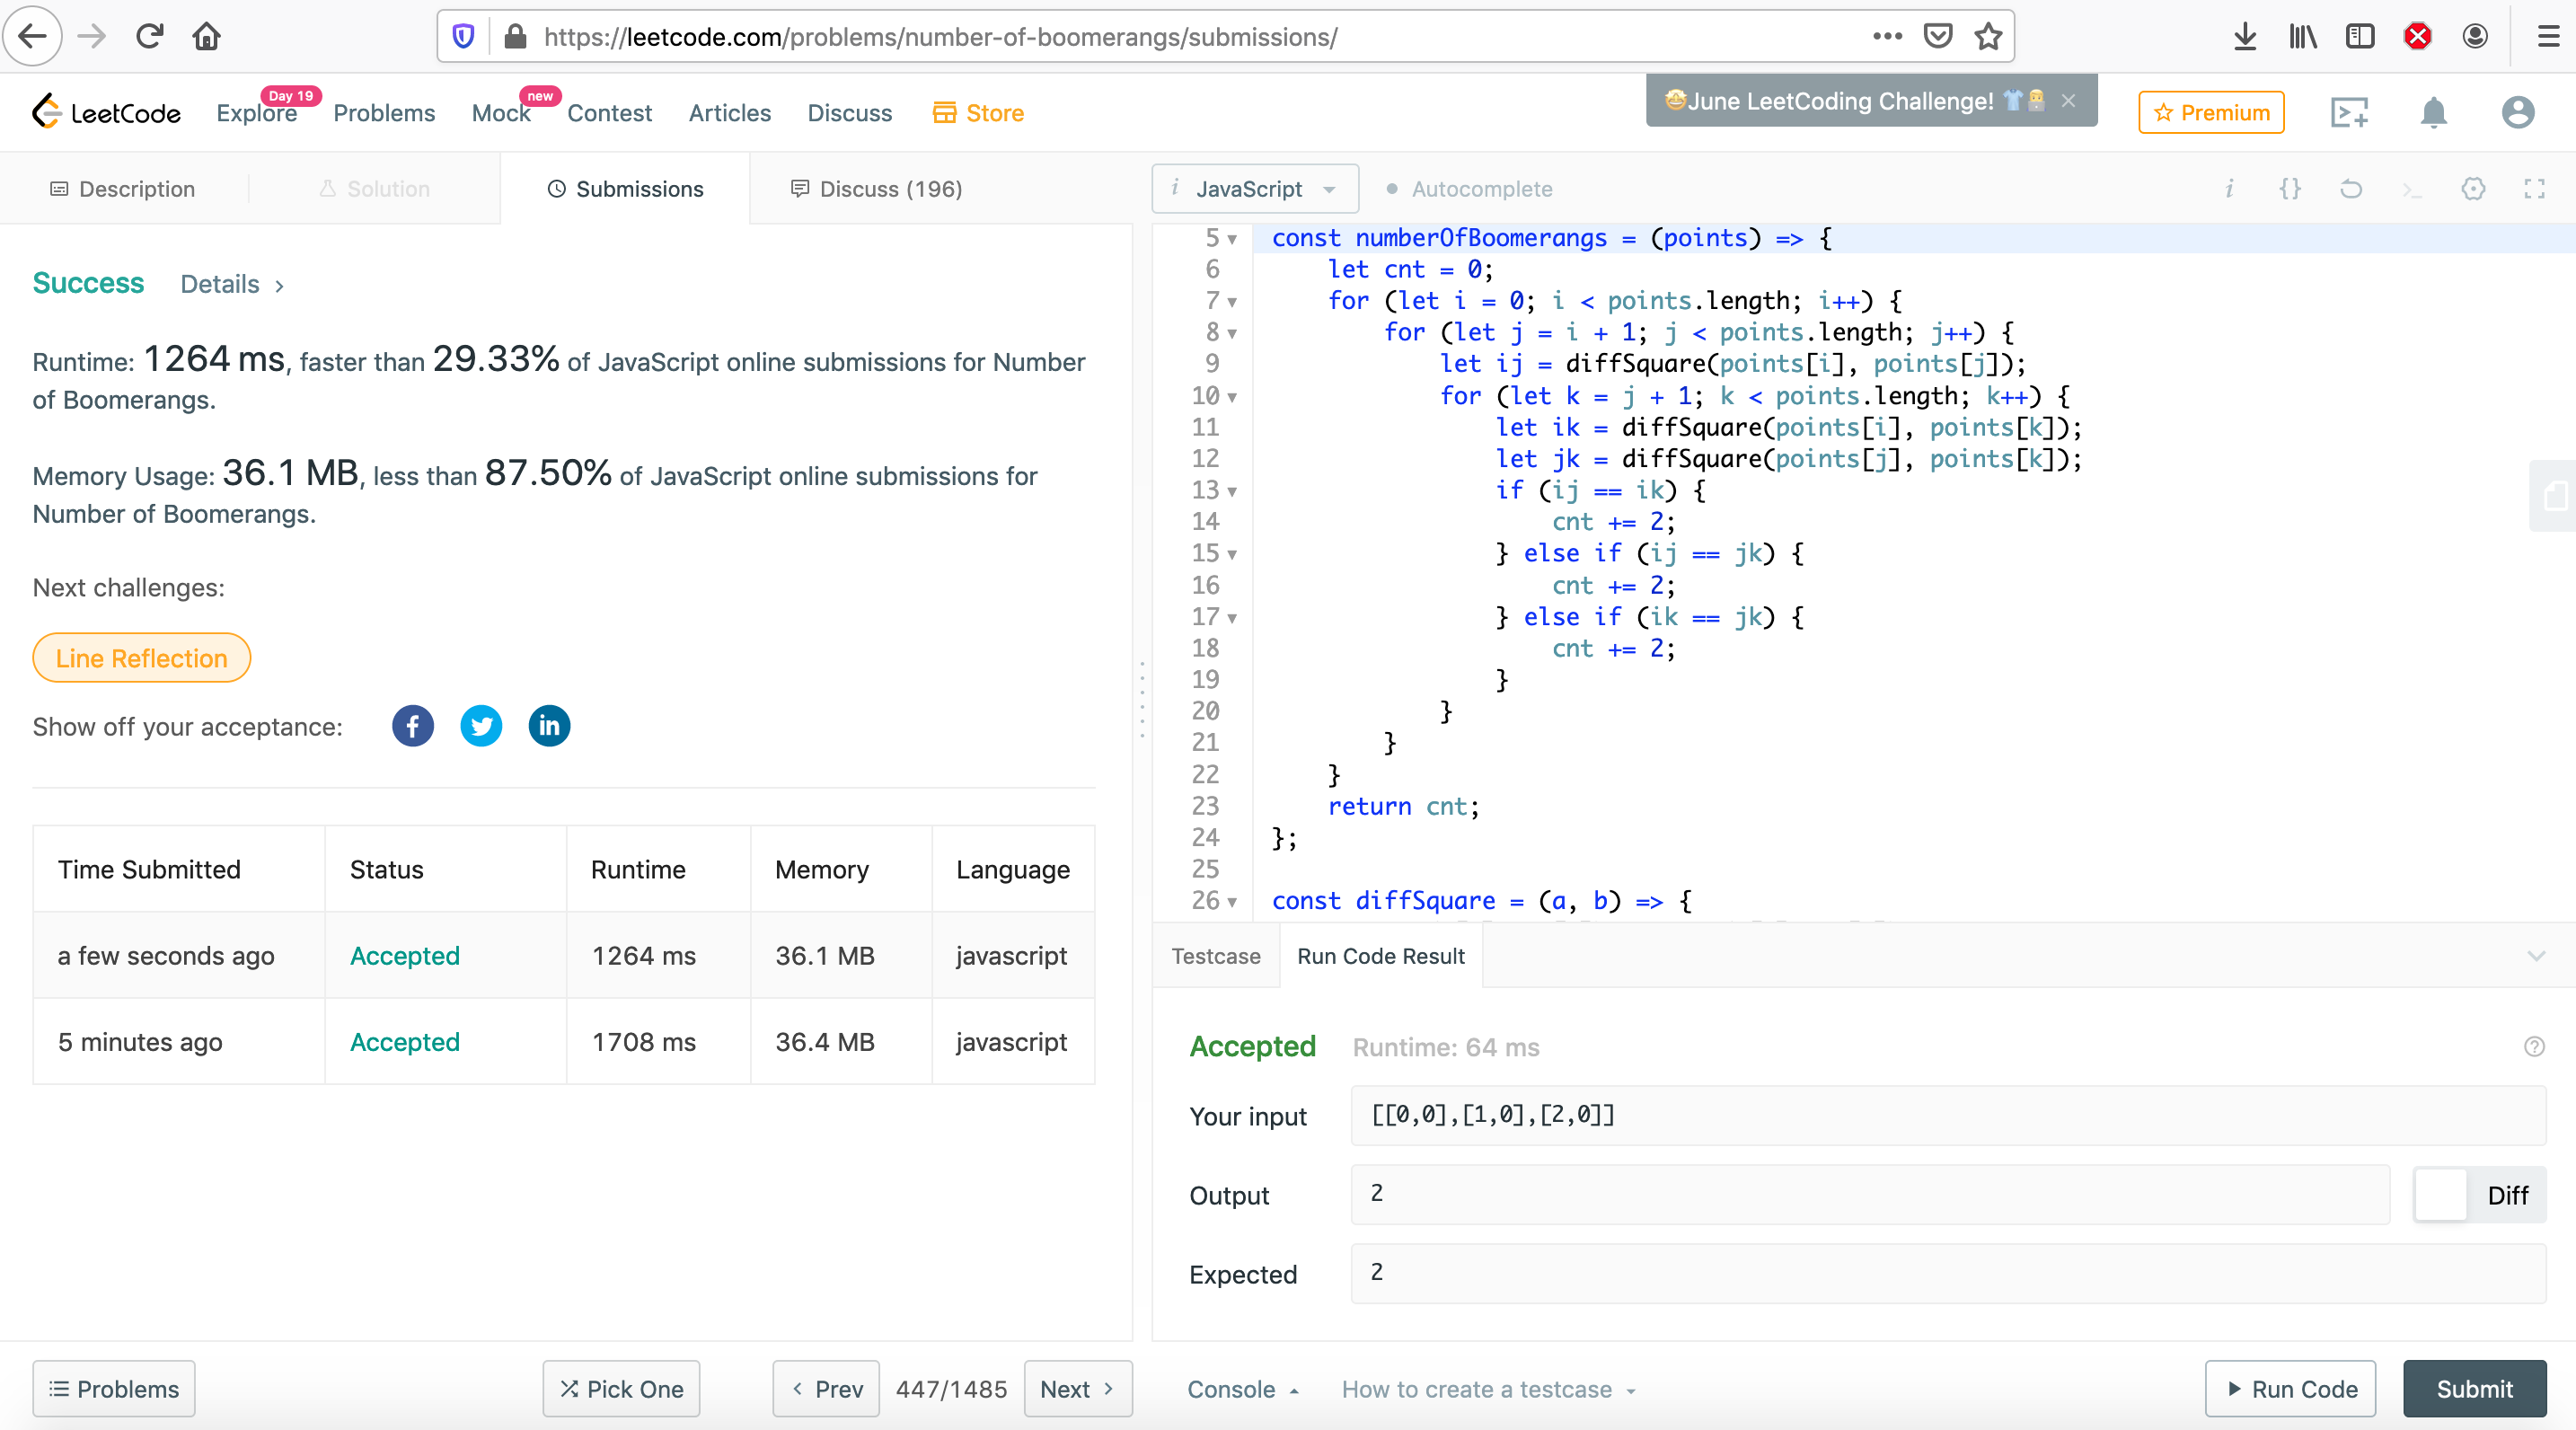 https://leetcode.com/problems/number-of-boomerangs/submissions/
LeetCode
Explore
Day 19
Problems
Mock
new
Contest
Articles
Discuss
Store
June LeetCoding Challenge!
Premium
Description
Solution
Submissions
Discuss (196)
Success
Details
Runtime: 1264 ms, faster than 29.33% of JavaScript online submissions for Number
of Boomerangs.
Memory Usage: 36.1 MB, less than 87.50% of JavaScript online submissions for
Number of Boomerangs.
Next challenges:
Line Reflection
Show off your acceptance:
Time Submitted Status Runtime Memory Language
a few seconds ago Accepted 1264 ms 36.1 MB javascript
5 minutes ago Accepted 1708 ms 36.4 MB javascript
Problems
Pick One
Prev
447/1485
Next
i JavaScript
Autocomplete
5 const numberOfBoomerangs = (points) => {
6 let cnt = 0;
7 for (let i = 0; i < points.length; i++) {
8 for (let j = i + 1; j < points.length; j++) {
9 let ij = diffSquare(points[i], points[j]);
10 for (let k = j + 1; k < points.length; k++) {
11 let ik = diffSquare(points[i], points[k]);
12 let jk = diffSquare(points[j], points[k]);
13 if (ij == ik) {
14 cnt += 2;
15 } else if (ij == jk) {
16 cnt += 2;
17 } else if (ik == jk) {
18 cnt += 2;
19 }
20 }
21 }
22 }
23 return cnt;
24 };
25
26 const diffSquare = (a, b) => {
Testcase
Run Code Result
Accepted
Runtime: 64 ms
Your input
[[0,0],[1,0],[2,0]]
Output
2
Diff
Expected
2
Console
How to create a testcase
Run Code
Submit